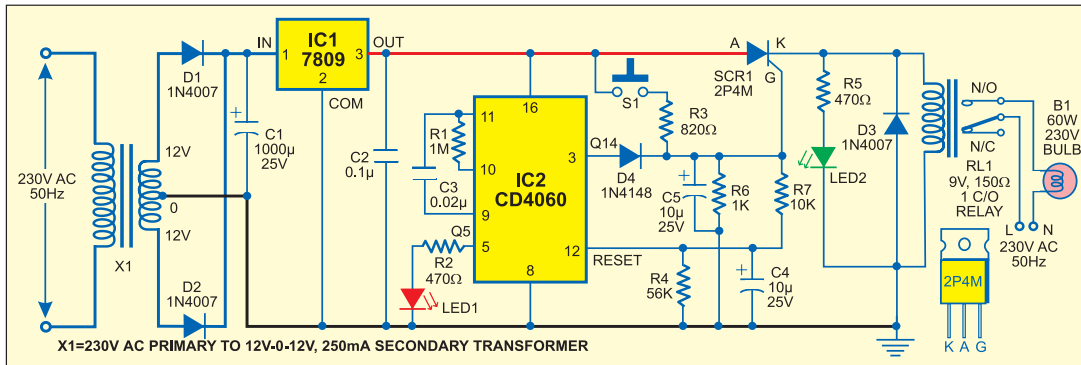 230V AC
50Hz
X1
12V
0
12V
D1
1N4007
D2
1N4007
C1
1000µ
25V
IN
1
IC1
7809
3
OUT
2
COM
C2
0.1µ
R1
1M
C3
0.02µ
11
10
9
Q5
5
R2
470Ω
LED1
16
IC2
CD4060
8
3
Q14
12
RESET
D4
1N4148
S1
R3
820Ω
C5
10µ
25V
R6
1K
R7
10K
R4
56K
C4
10µ
25V
A
K
G
SCR1
2P4M
R5
470Ω
LED2
D3
1N4007
N/O
N/C
RL1
9V, 150Ω
1 C/O
RELAY
B1
60W
230V
BULB
L
N
230V AC
50Hz
2P4M
K A G
X1=230V AC PRIMARY TO 12V-0-12V, 250mA SECONDARY TRANSFORMER